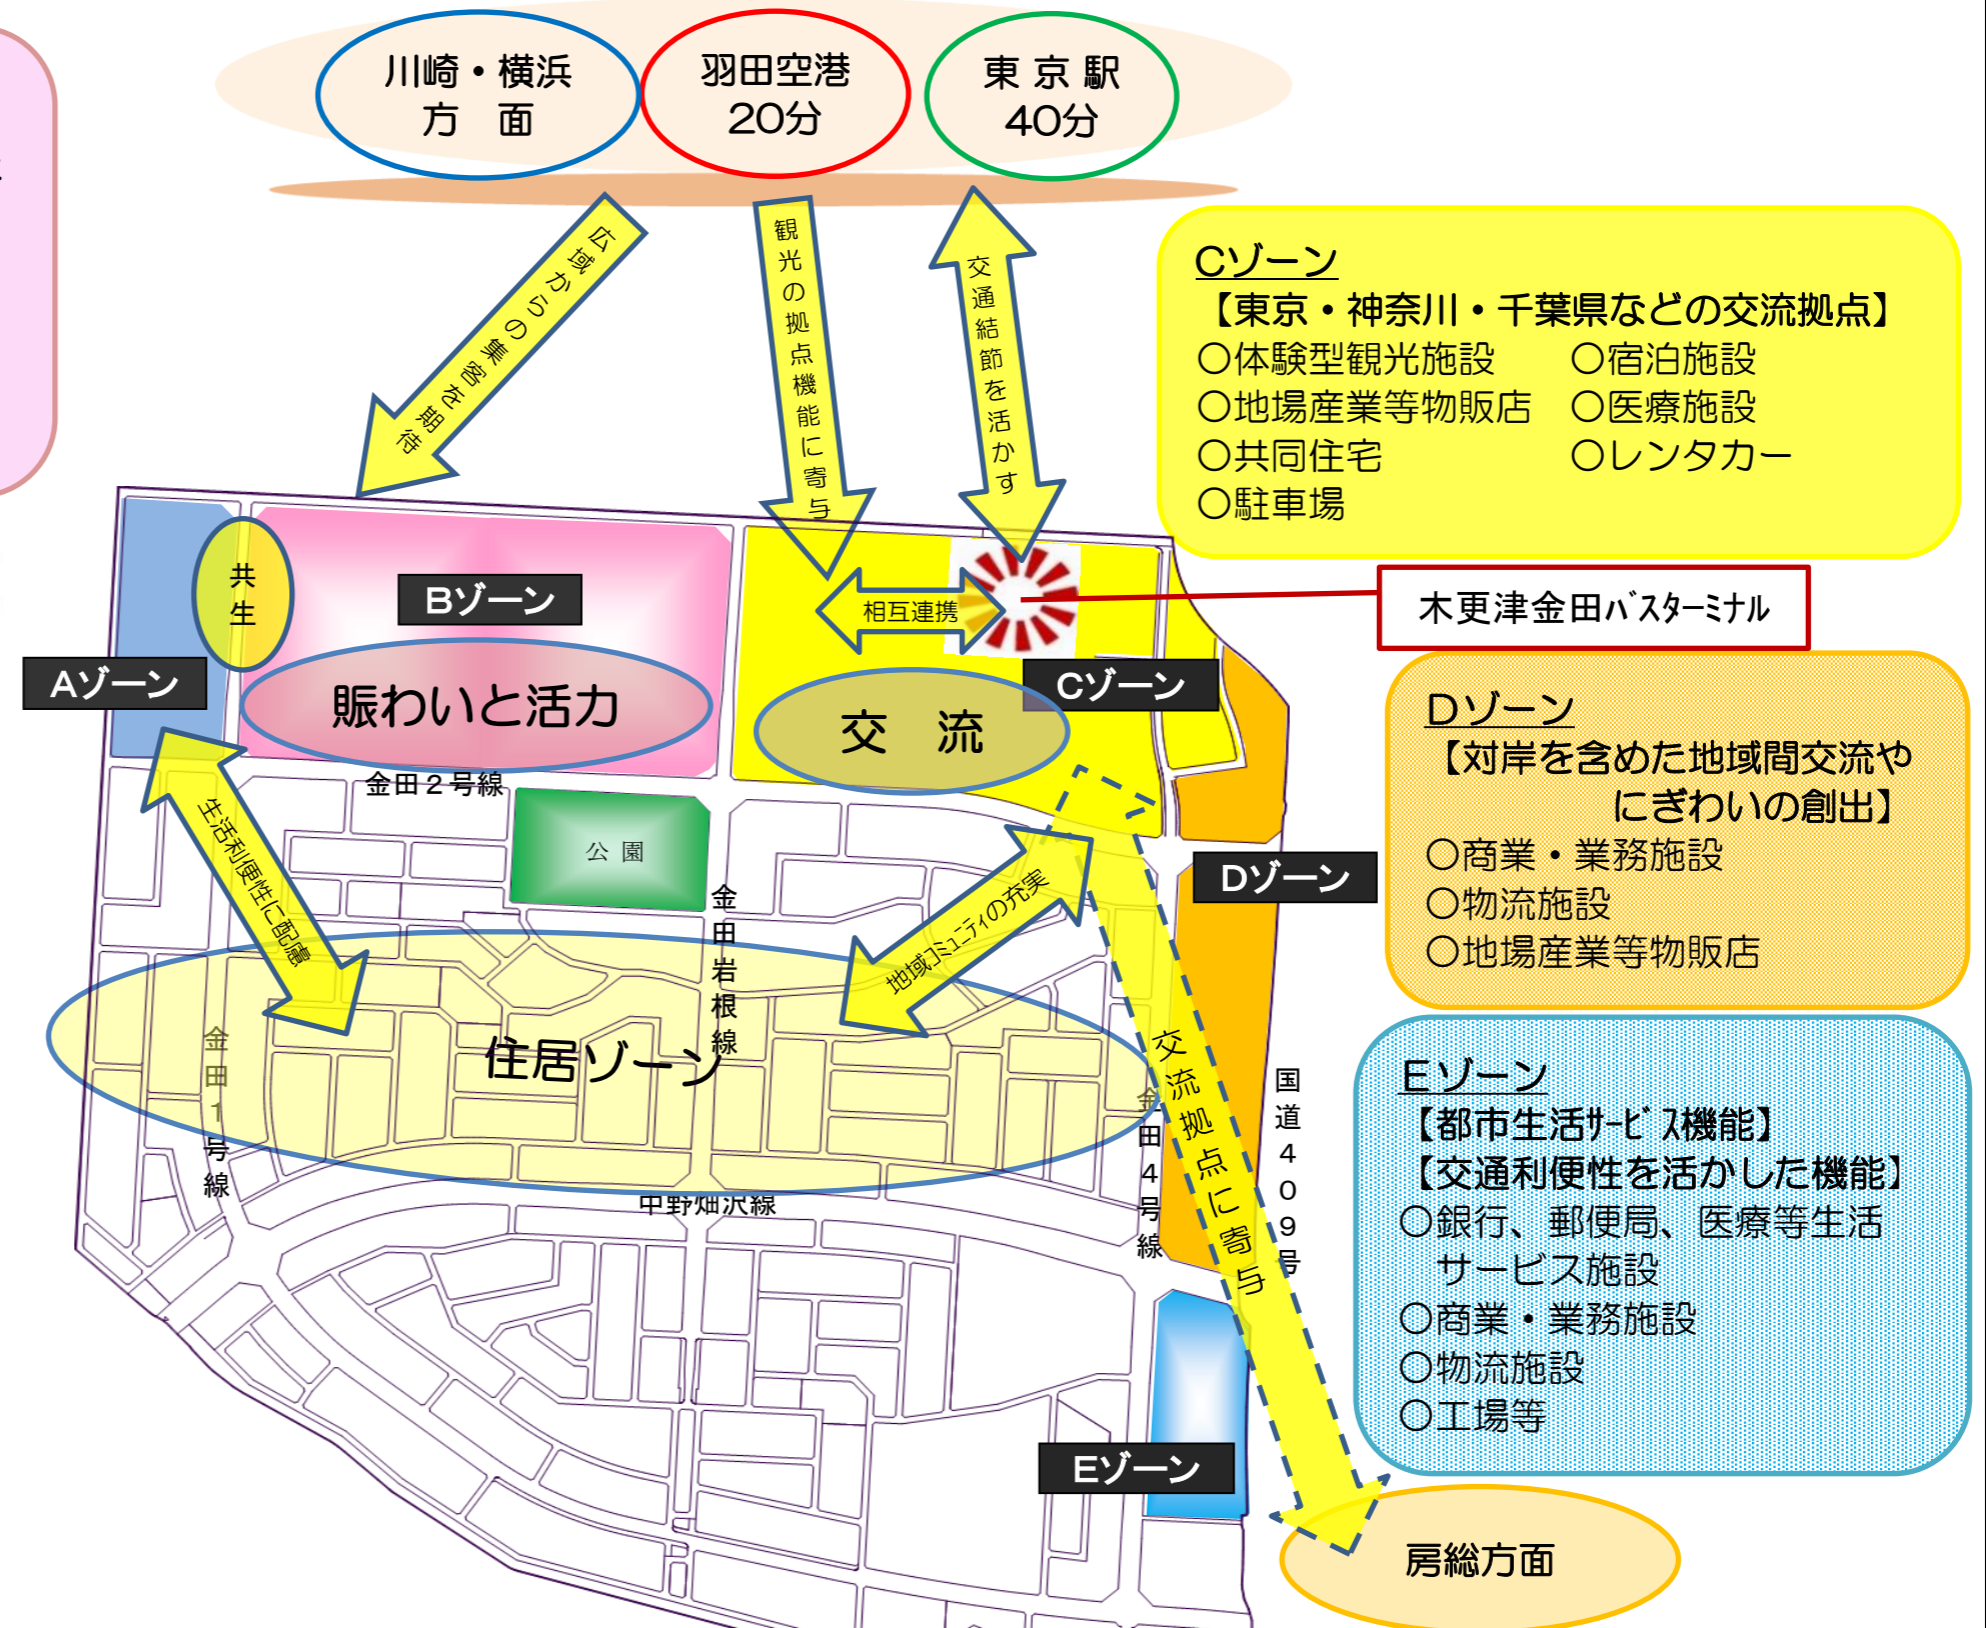 川崎・横浜
方　面
羽田空港
20分
東 京 駅
40分
広域からの集客を期待
観光の拠点機能に寄与
交通結節を活かす
Cゾーン
【東京・神奈川・千葉県などの交流拠点】
○体験型観光施設　　○宿泊施設
○地場産業等物販店　○医療施設
○共同住宅　　　　　○レンタカー
○駐車場
共生
Bゾーン
相互連携
木更津金田ﾊﾞｽﾀｰﾐﾅﾙ
Aゾーン
賑わいと活力
Cゾーン
交　流
金田２号線
公 園
Dゾーン
【対岸を含めた地域間交流や
にぎわいの創出】
○商業・業務施設
○物流施設
○地場産業等物販店
Dゾーン
生活利便性に配慮
地域ｺﾐｭﾆﾃｨの充実
金田岩根線
住居ゾーン
金田１号線
金田４号線
交流拠点に寄与
国道４０９号
中野畑沢線
Eゾーン
【都市生活ｻｰﾋﾞｽ機能】
【交通利便性を活かした機能】
○銀行、郵便局、医療等生活
サービス施設
○商業・業務施設
○物流施設
○工場等
Eゾーン
房総方面